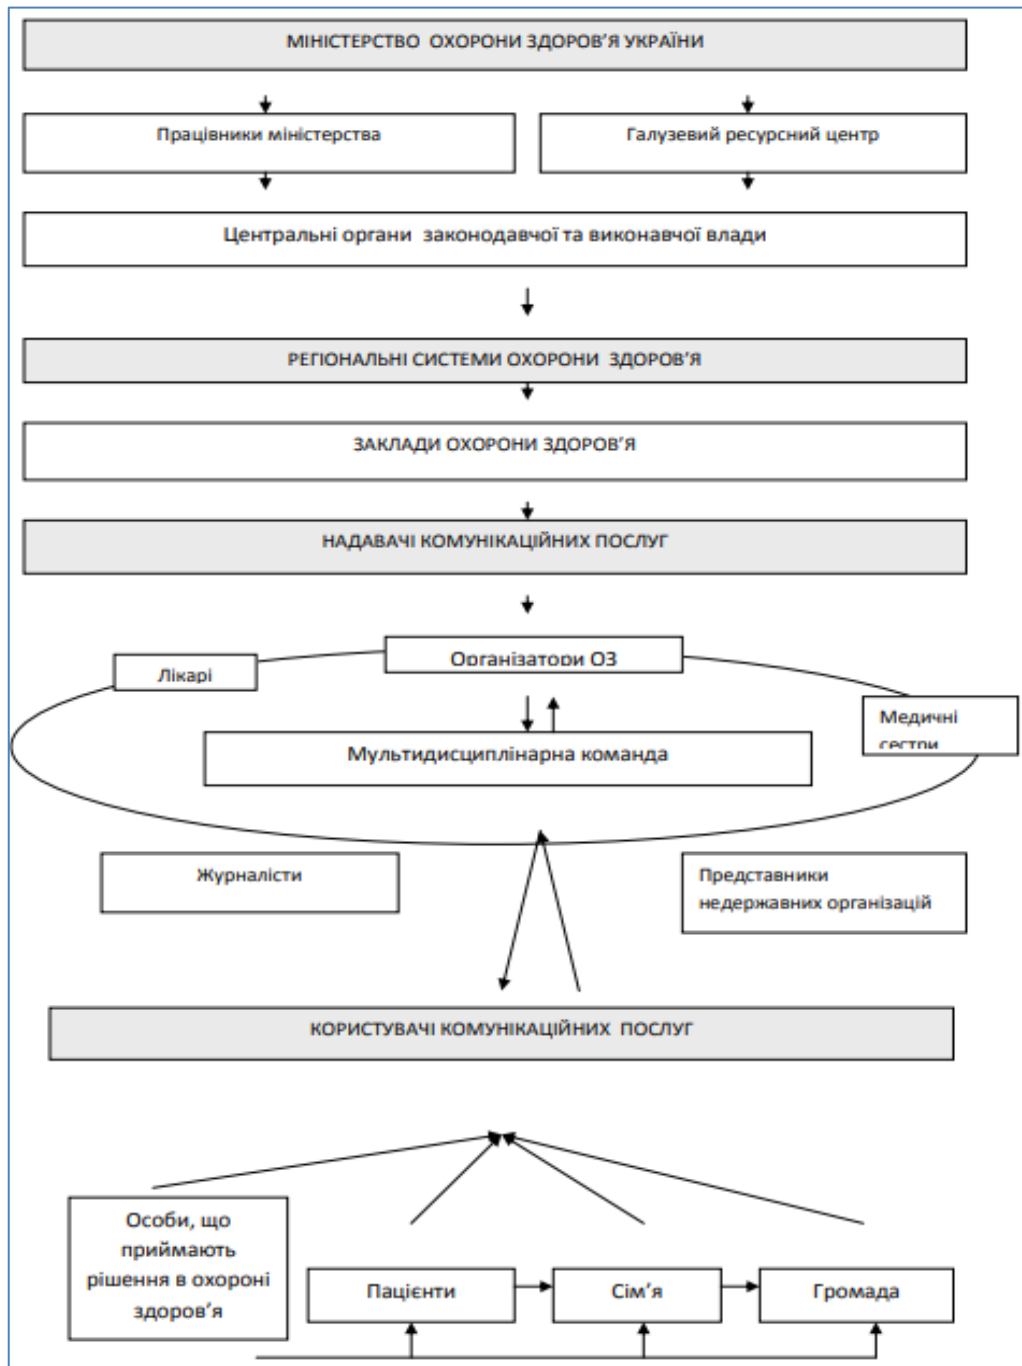 МІНІСТЕРСТВО ОХОРОНИ ЗДОРОВ'Я УКРАЇНИ
Працівники міністерства
Галузевий ресурсний центр
Центральні органи законодавчої та виконавчої влади
РЕГІОНАЛЬНІ СИСТЕМИ ОХОРОНИ ЗДОРОВ'Я
ЗАКЛАДИ ОХОРОНИ ЗДОРОВ'Я
НАДАВАЧІ КОМУНІКАЦІЙНИХ ПОСЛУГ
Організатори ОЗ
Лікарі
Медичні
сестри
Мультидисциплінарна команда
Журналісти
Представники
недержавних організацій
КОРИСТУВАЧІ КОМУНІКАЦІЙНИХ ПОСЛУГ
Особи, що
приймають
рішення в охороні
здоров'я
Пацієнти
Сім'я
Громада